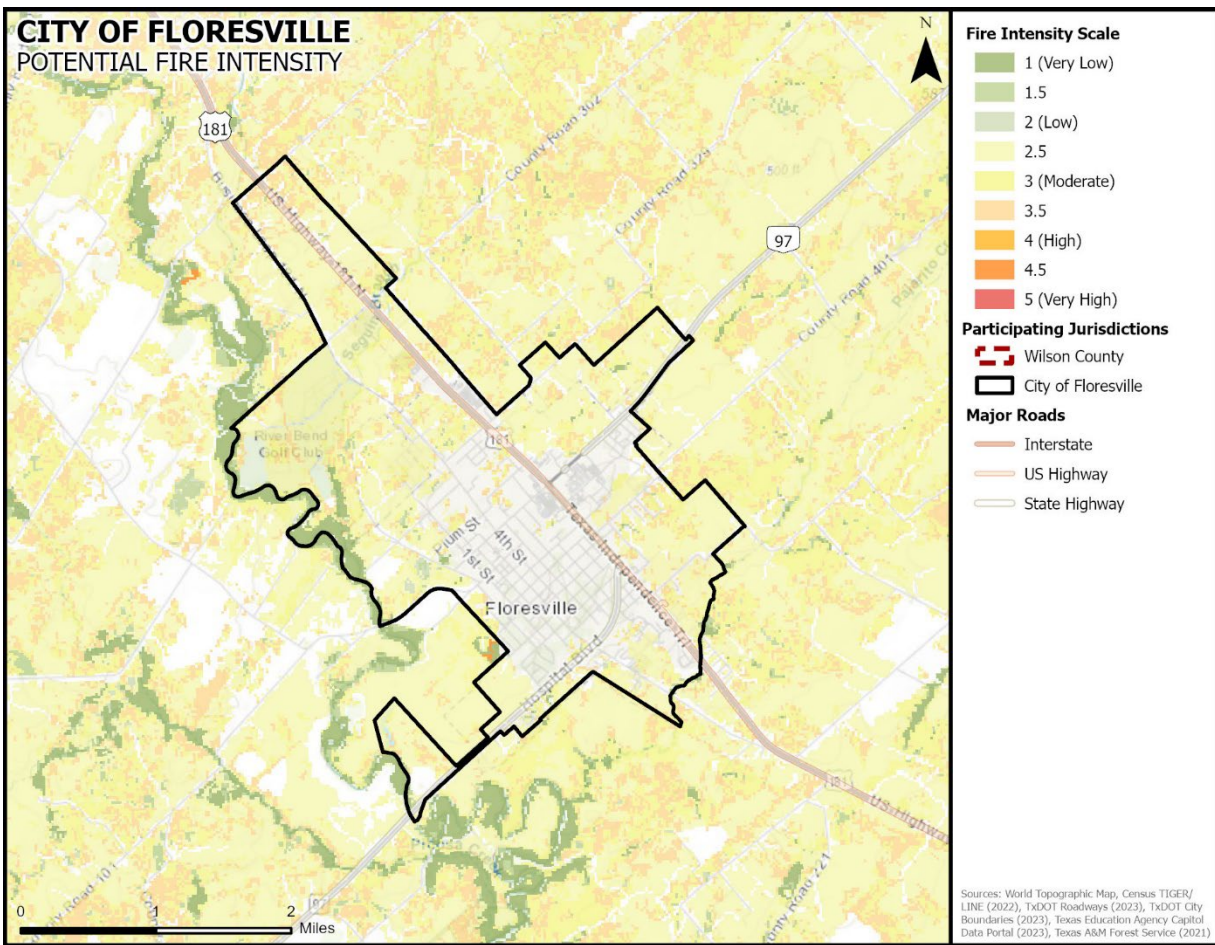 CITY OF FLORESVILLE
POTENTIAL FIRE INTENSITY
N
181
County Road 302
County Road 329
500 ft
97
County Road 401
Pajarito C
US Highway 181 N
River Bend
Golf Club
181
Plum St
4th St
1st St
Texas Independence Trl
Floresville
Hospital Blvd
181
US Highway
97
0 1 2
Miles
Fire Intensity Scale
1 (Very Low)
1.5
2 (Low)
2.5
3 (Moderate)
3.5
4 (High)
4.5
5 (Very High)
Participating Jurisdictions
Wilson County
City of Floresville
Major Roads
Interstate
US Highway
State Highway
Sources: World Topographic Map, Census TIGER/
LINE (2022), TxDOT Roadways (2023), TxDOT City
Boundaries (2023), Texas Education Agency Capitol
Data Portal (2023), Texas A&M Forest Service (2021)